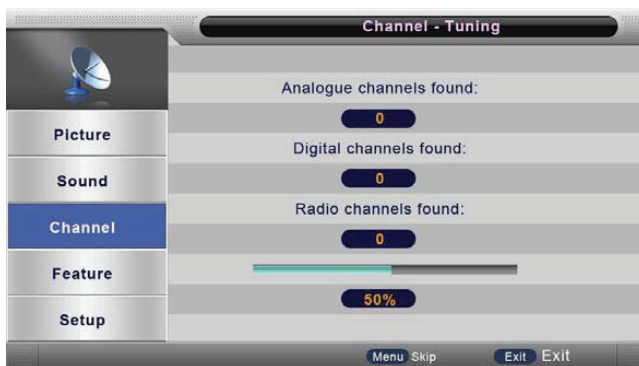 Channel - Tuning
Picture
Sound
Channel
Feature
Setup
Analogue channels found:
0
Digital channels found:
0
Radio channels found:
0
50%
Menu Skip Exit Exit